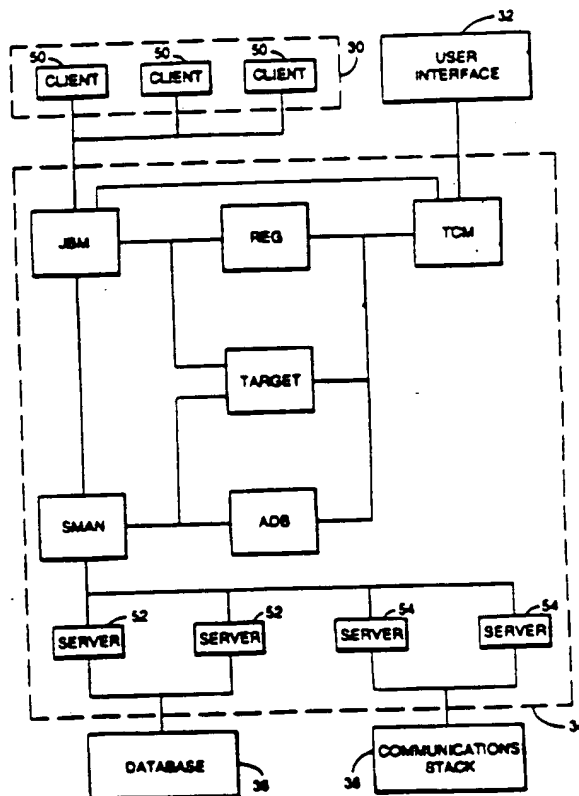 50 50 50 30 32
CLIENT CLIENT CLIENT
USER
INTERFACE
JBM REG TCM
TARGET
SMAN ADB
52 52 54 54
SERVER SERVER SERVER SERVER
DATABASE 36
COMMUNICATIONS
STACK